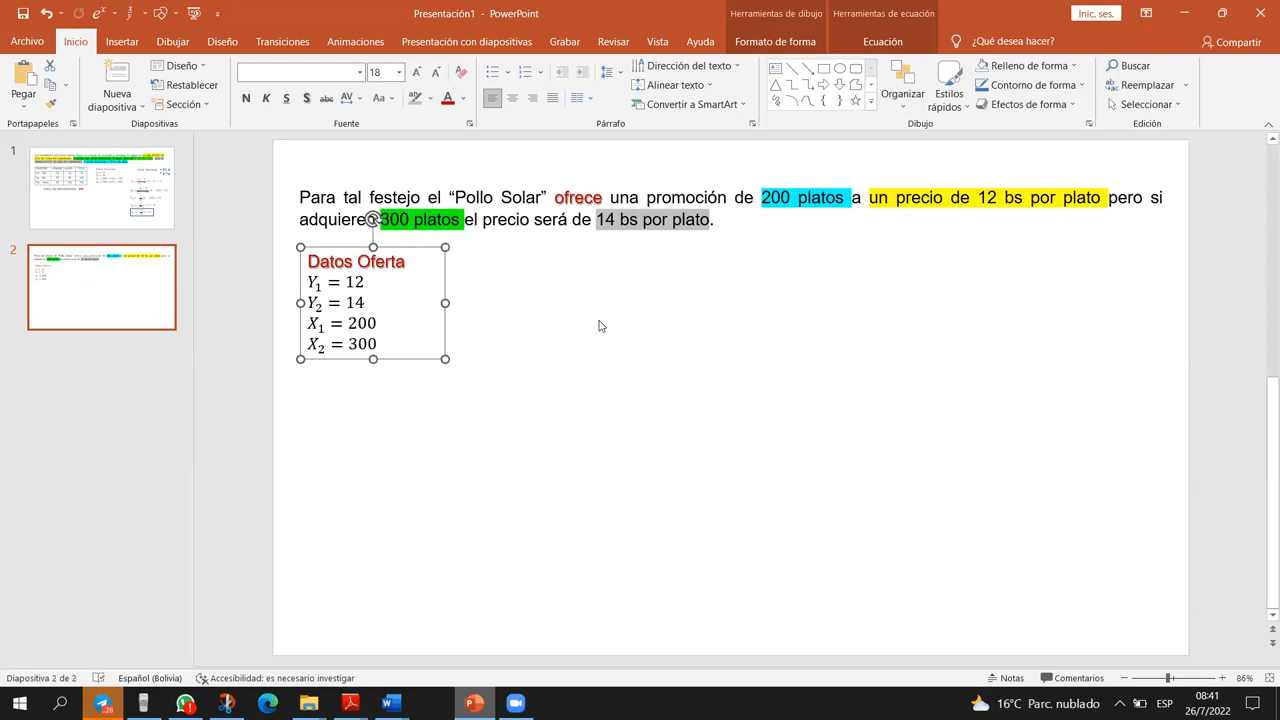 Presentación1 - PowerPoint
Herramientas de dibujo
Herramientas de ecuación
Inic. ses.
Archivo Inicio Insertar Dibujar Diseño Transiciones Animaciones Presentación con diapositivas Grabar Revisar Vista Ayuda Formato de forma Ecuación ¿Qué desea hacer? Compartir
Pegar
Portapapeles
Nueva diapositiva
Diseño
Restablecer
Sección
Diapositivas
18
N K S S abc AV Aa A
Fuente
Dirección del texto
Alinear texto
Convertir a SmartArt
Párrafo
Organizar
Estilos rápidos
Relleno de forma
Contorno de forma
Efectos de forma
Dibujo
Buscar
Reemplazar
Seleccionar
Edición
1
2
Para tal festejo el “Pollo Solar” ofrece una promoción de 200 platos a un precio de 12 bs por plato pero si
adquiere 300 platos el precio será de 14 bs por plato.
Datos Oferta
Y₁ = 12
Y₂ = 14
X₁ = 200
X₂ = 300
Diapositiva 2 de 2 Español (Bolivia) Accesibilidad: es necesario investigar Notas Comentarios 86%
16°C Parc. nublado ESP 08:41
26/7/2022